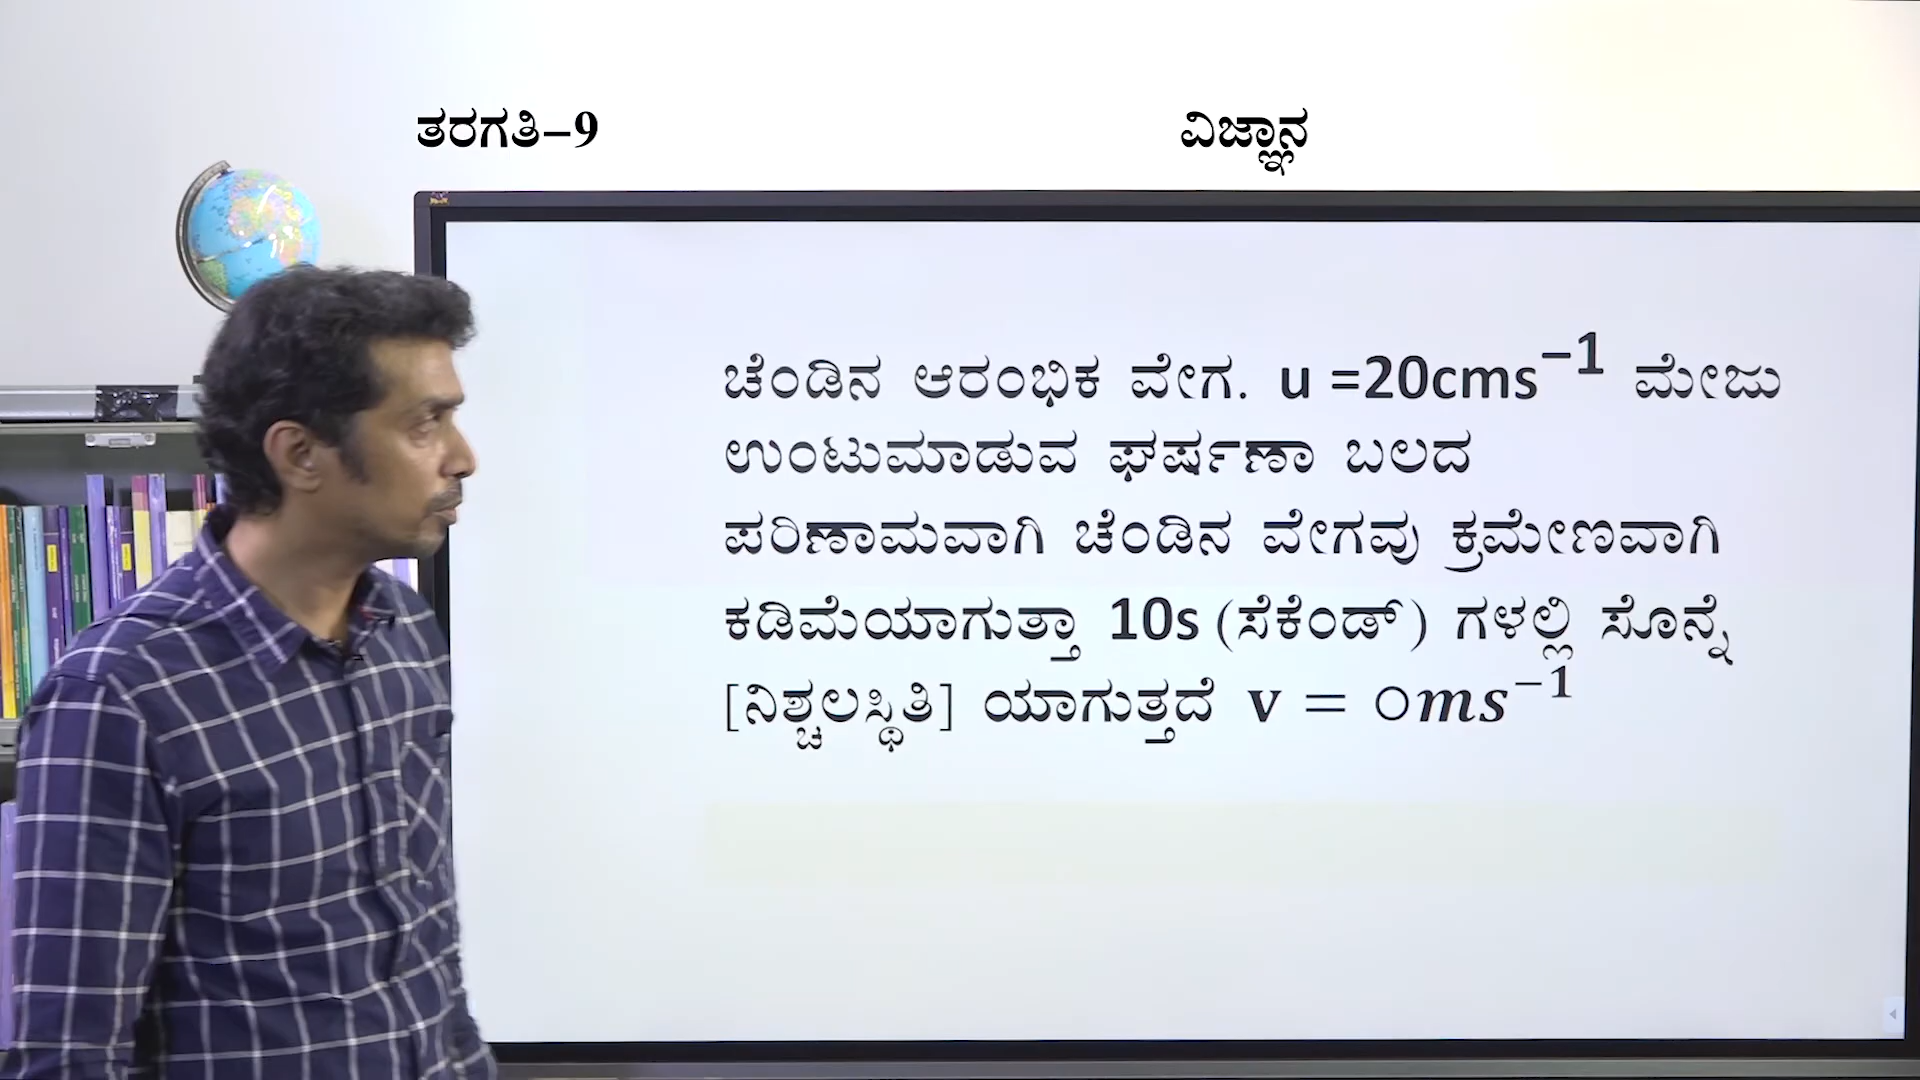 ತರಗತಿ–9
ವಿಜ್ಞಾನ
ಚೆಂಡಿನ ಆರಂಭಿಕ ವೇಗ. u =20cms⁻¹ ಮೇಜು
ಉಂಟುಮಾಡುವ ಘರ್ಷಣಾ ಬಲದ
ಪರಿಣಾಮವಾಗಿ ಚೆಂಡಿನ ವೇಗವು ಕ್ರಮೇಣವಾಗಿ
ಕಡಿಮೆಯಾಗುತ್ತಾ 10s (ಸೆಕೆಂಡ್) ಗಳಲ್ಲಿ ಸೊನ್ನೆ
[ನಿಶ್ಚಲಸ್ಥಿತಿ] ಯಾಗುತ್ತದೆ v = ೦ms⁻¹